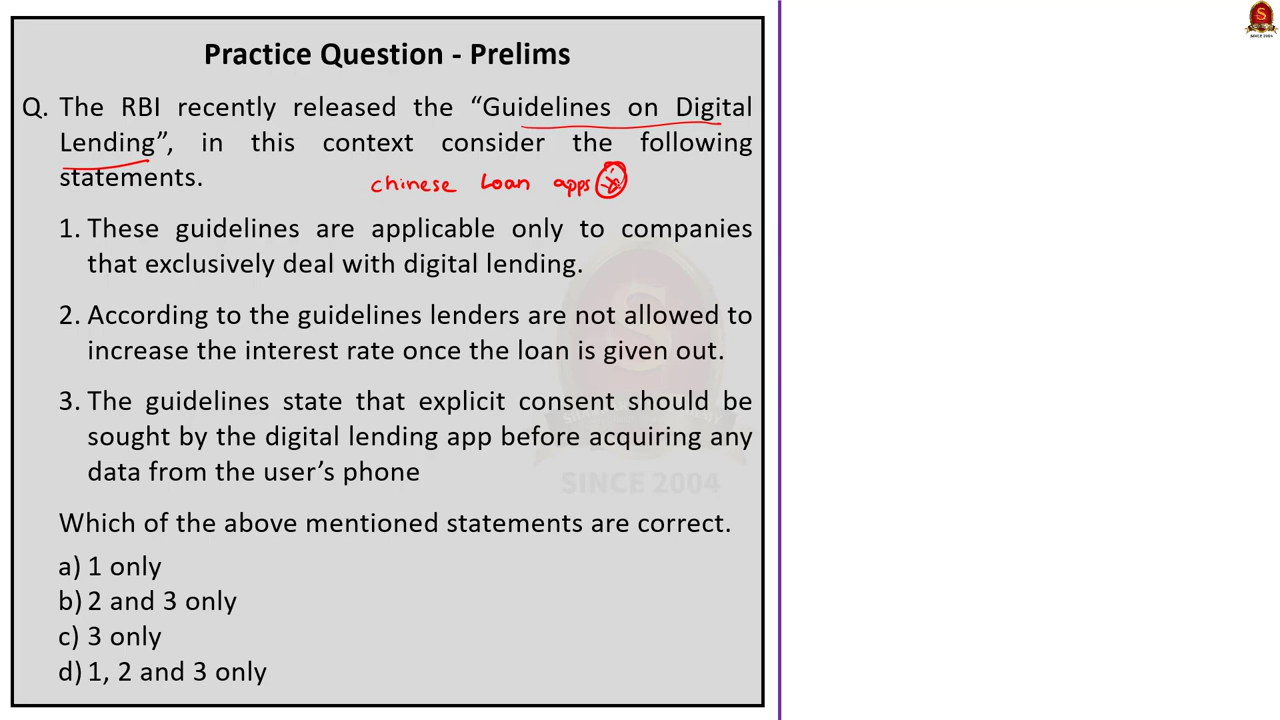 Practice Question - Prelims
Q. The RBI recently released the “Guidelines on Digital
Lending”, in this context consider the following
statements.
chinese loan apps
1. These guidelines are applicable only to companies
that exclusively deal with digital lending.
2. According to the guidelines lenders are not allowed to
increase the interest rate once the loan is given out.
3. The guidelines state that explicit consent should be
sought by the digital lending app before acquiring any
data from the user’s phone
SINCE 2004
Which of the above mentioned statements are correct.
a) 1 only
b) 2 and 3 only
c) 3 only
d) 1, 2 and 3 only
S
SINCE 2004